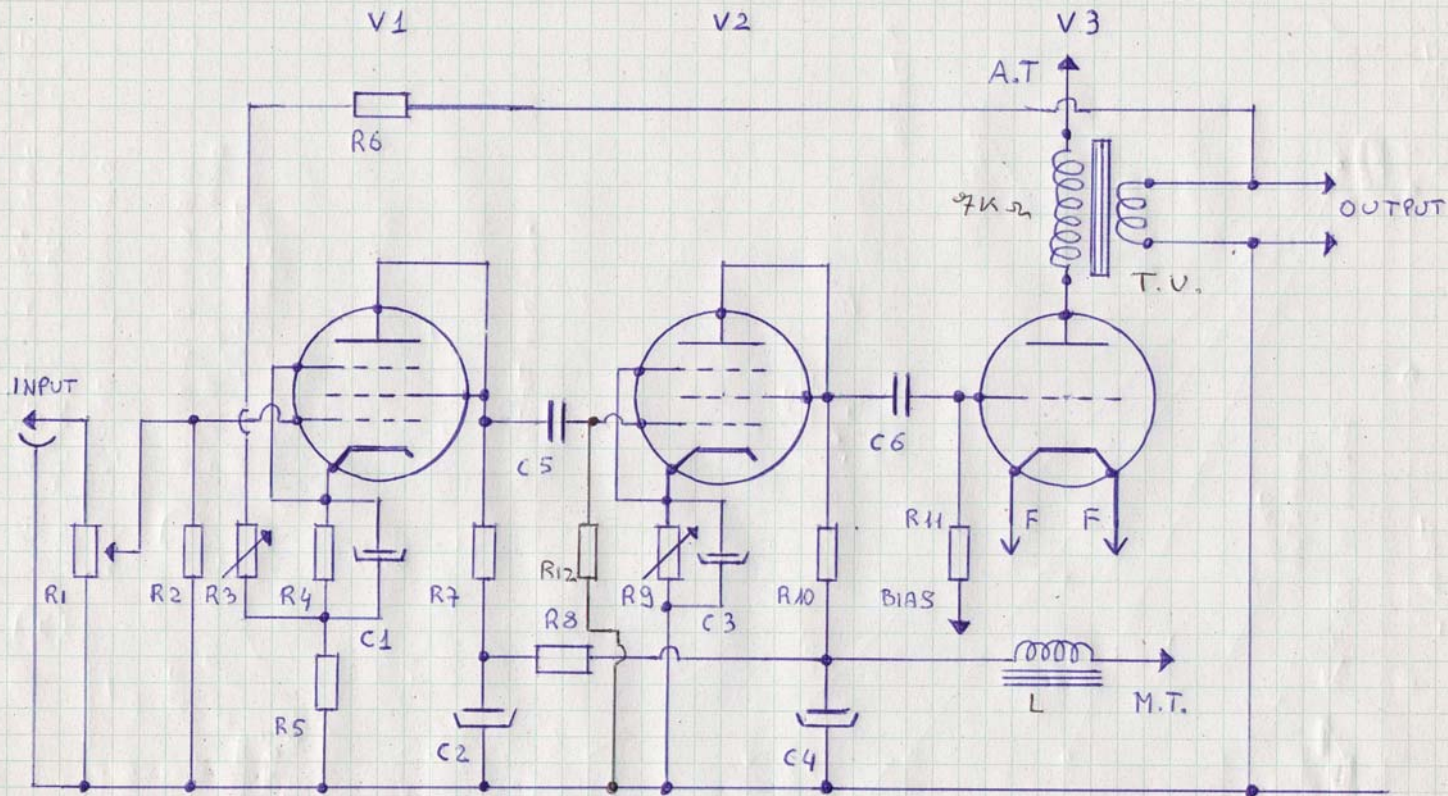 V1 V2 V3
A.T
R6
7KΩ
OUTPUT
T.U.
INPUT
C5
C6
R1 R2 R3 R4 C1 R7 R12 R9 C3 R10 R11 F F
R8
BIAS
R5
C2
C4
L M.T.